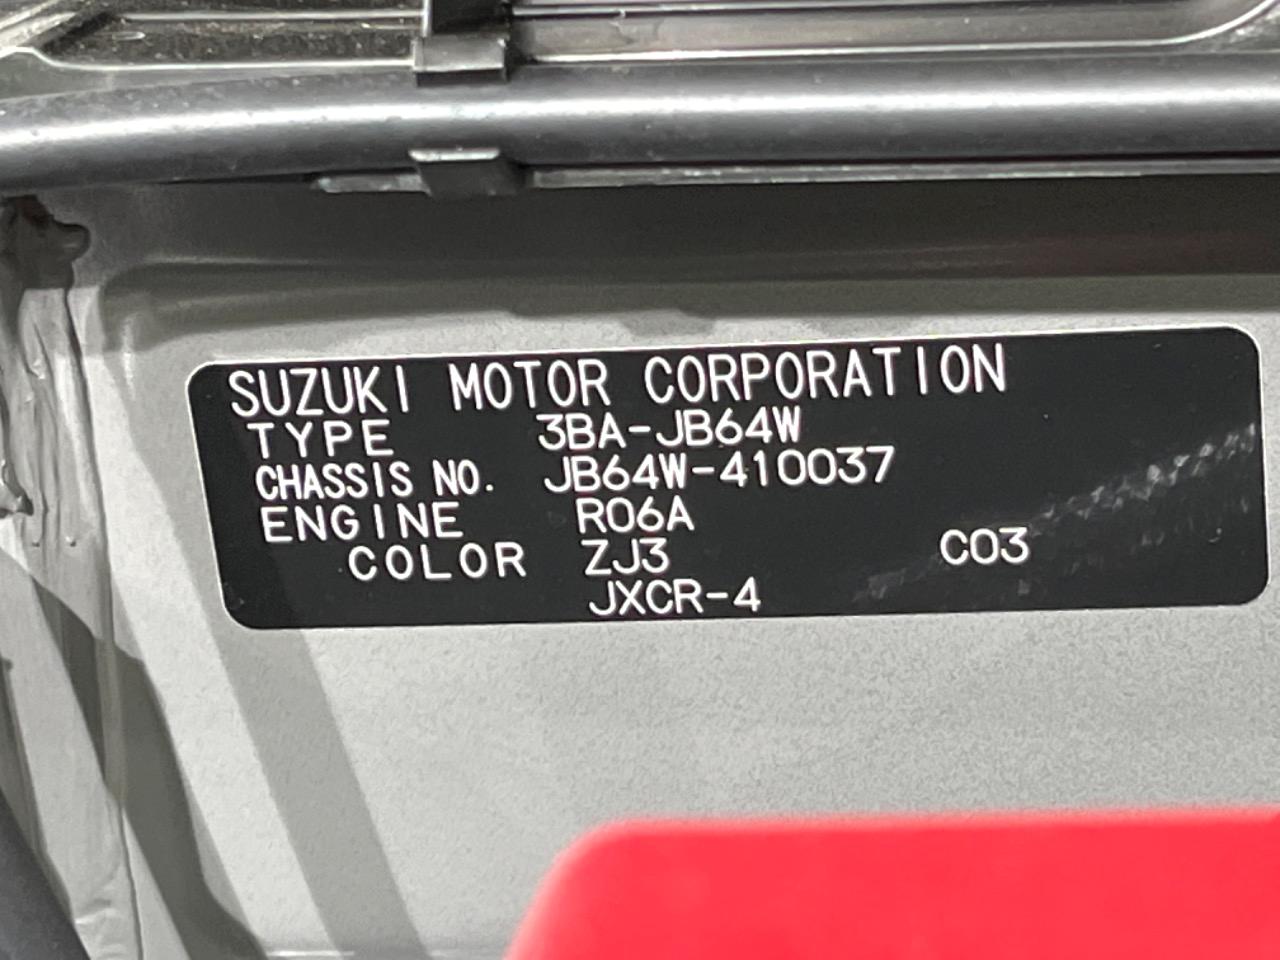 SUZUKI MOTOR CORPORATION
TYPE 3BA-JB64W
CHASSIS NO. JB64W-410037
ENGINE R06A
COLOR ZJ3 C03
JXCR-4